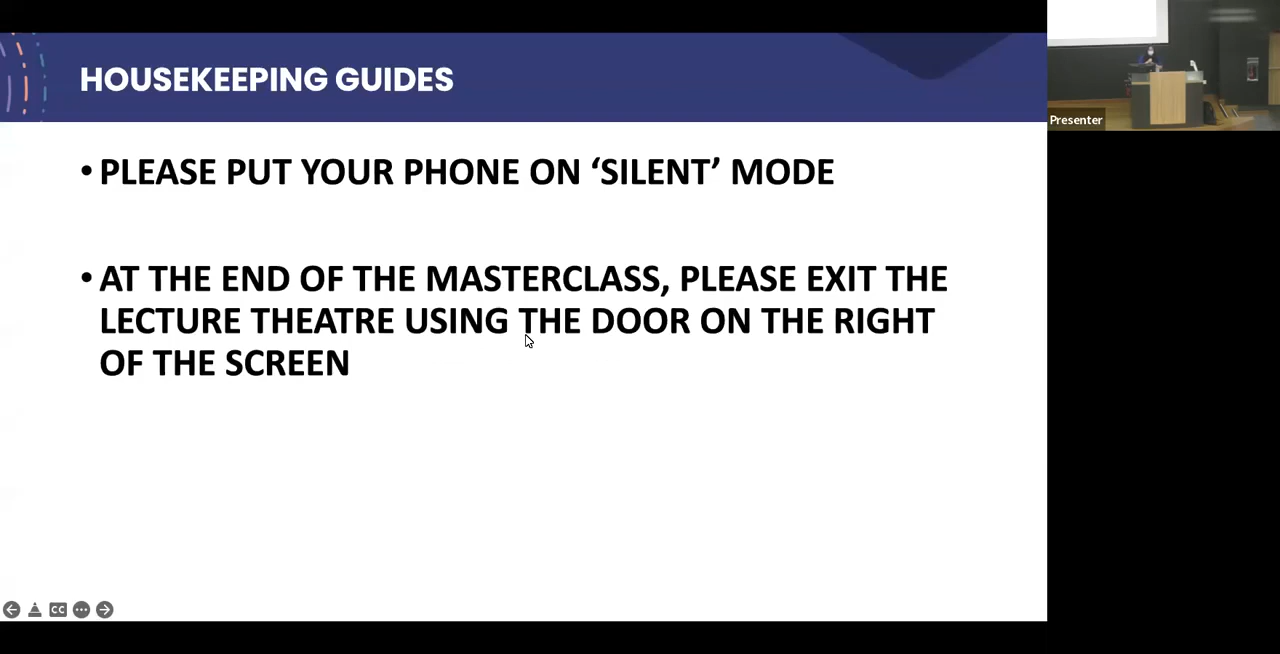 HOUSEKEEPING GUIDES
• PLEASE PUT YOUR PHONE ON ‘SILENT’ MODE
• AT THE END OF THE MASTERCLASS, PLEASE EXIT THE
LECTURE THEATRE USING THE DOOR ON THE RIGHT
OF THE SCREEN
Presenter
CC